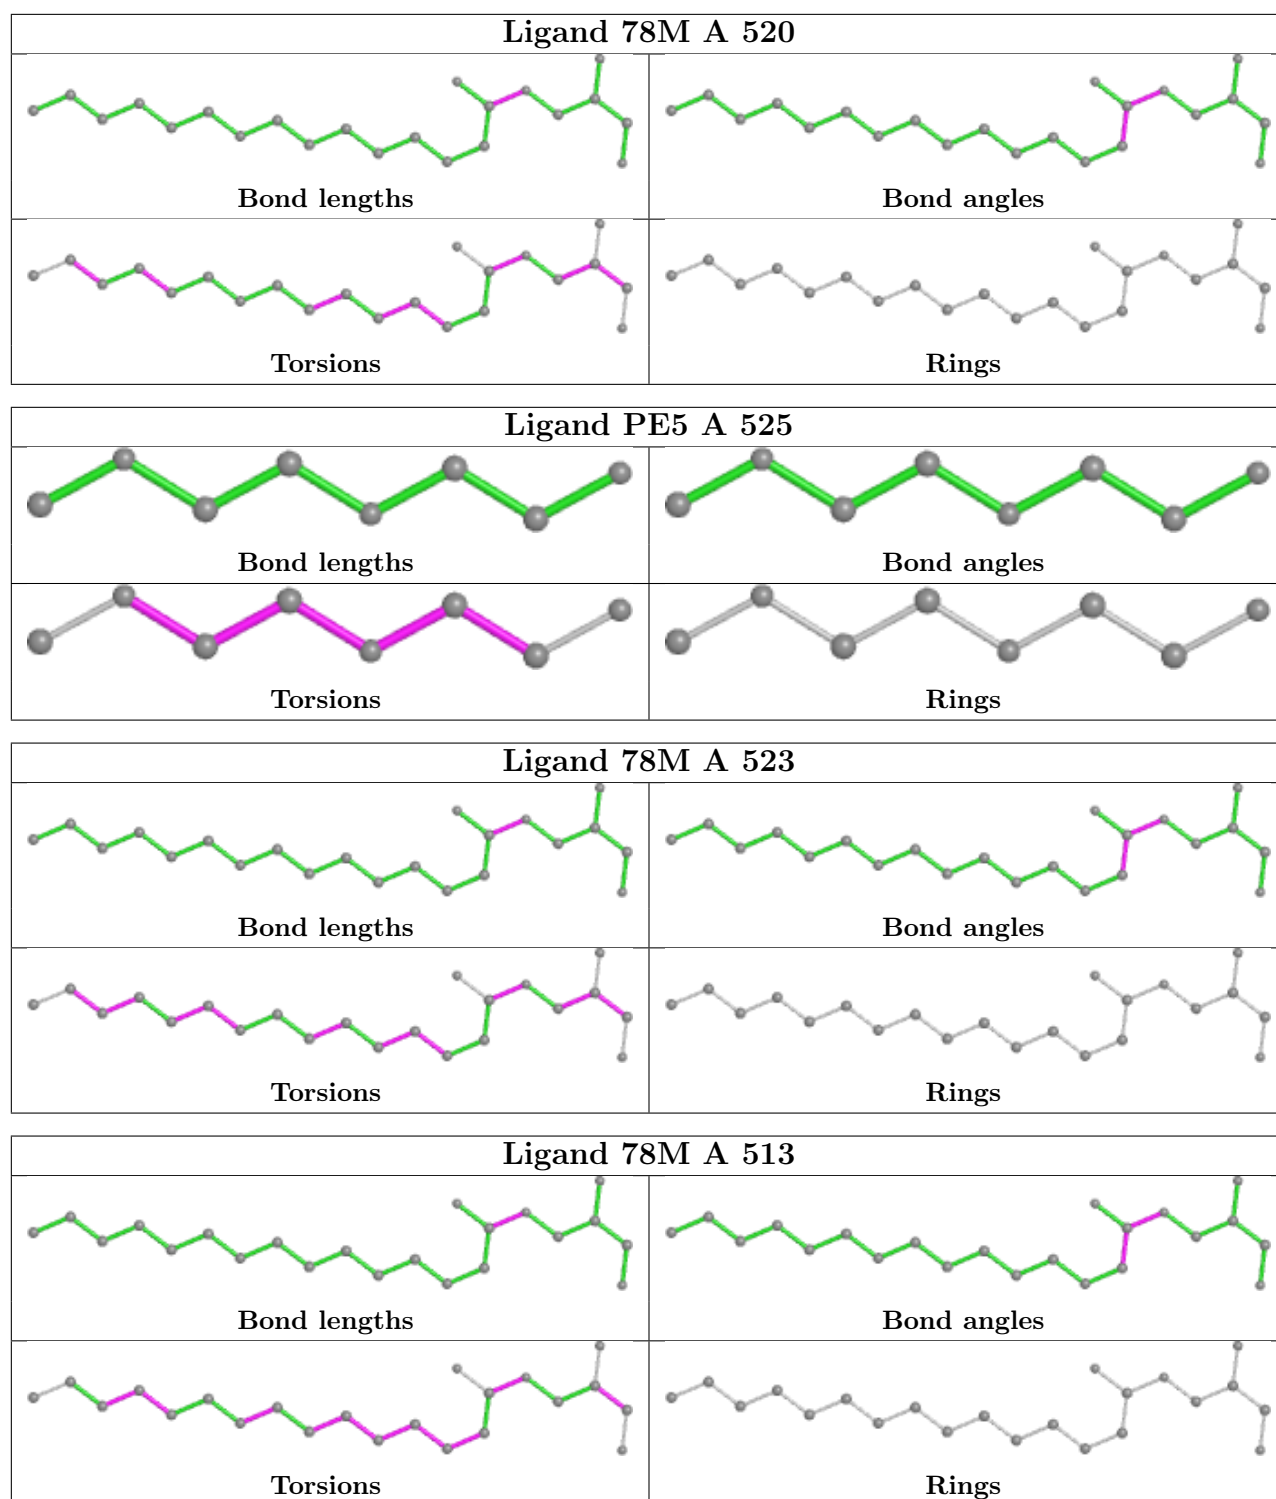 Ligand 78M A 520
Bond lengths
Bond angles
Torsions
Rings
Ligand PE5 A 525
Bond lengths
Bond angles
Torsions
Rings
Ligand 78M A 523
Bond lengths
Bond angles
Torsions
Rings
Ligand 78M A 513
Bond lengths
Bond angles
Torsions
Rings